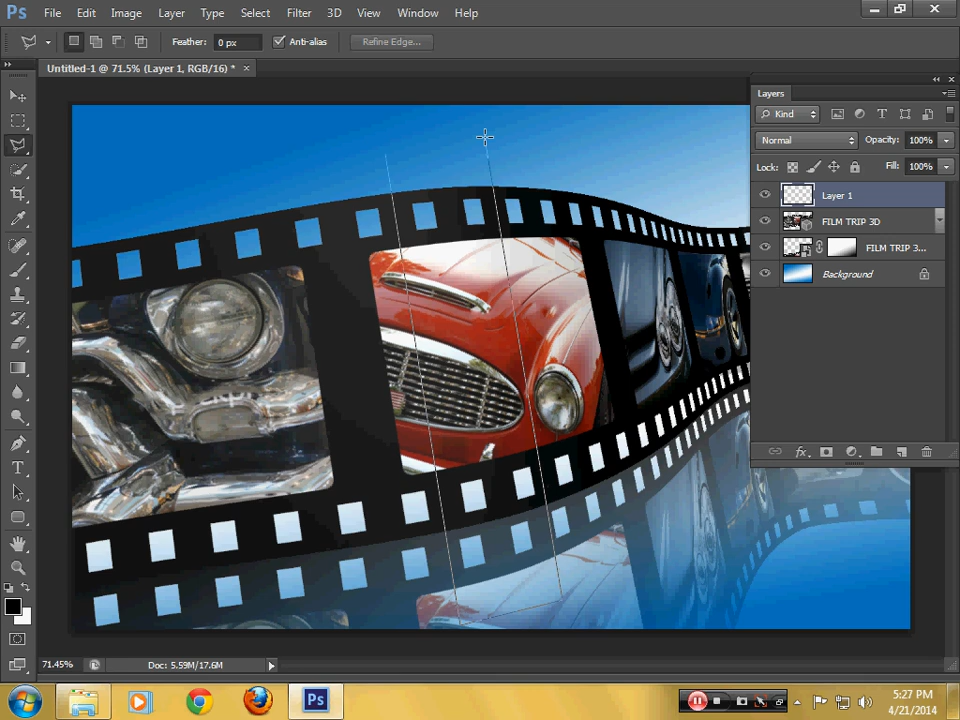 Ps File Edit Image Layer Type Select Filter 3D View Window Help
Feather: 0 px Anti-alias Refine Edge...
Untitled-1 @ 71.5% (Layer 1, RGB/16) * ×
Layers
Kind
Normal Opacity: 100%
Lock: Fill: 100%
Layer 1
FILM TRIP 3D
FILM TRIP 3...
Background
fx
71.45% Doc: 5.59M/17.6M
Ps
5:27 PM
4/21/2014